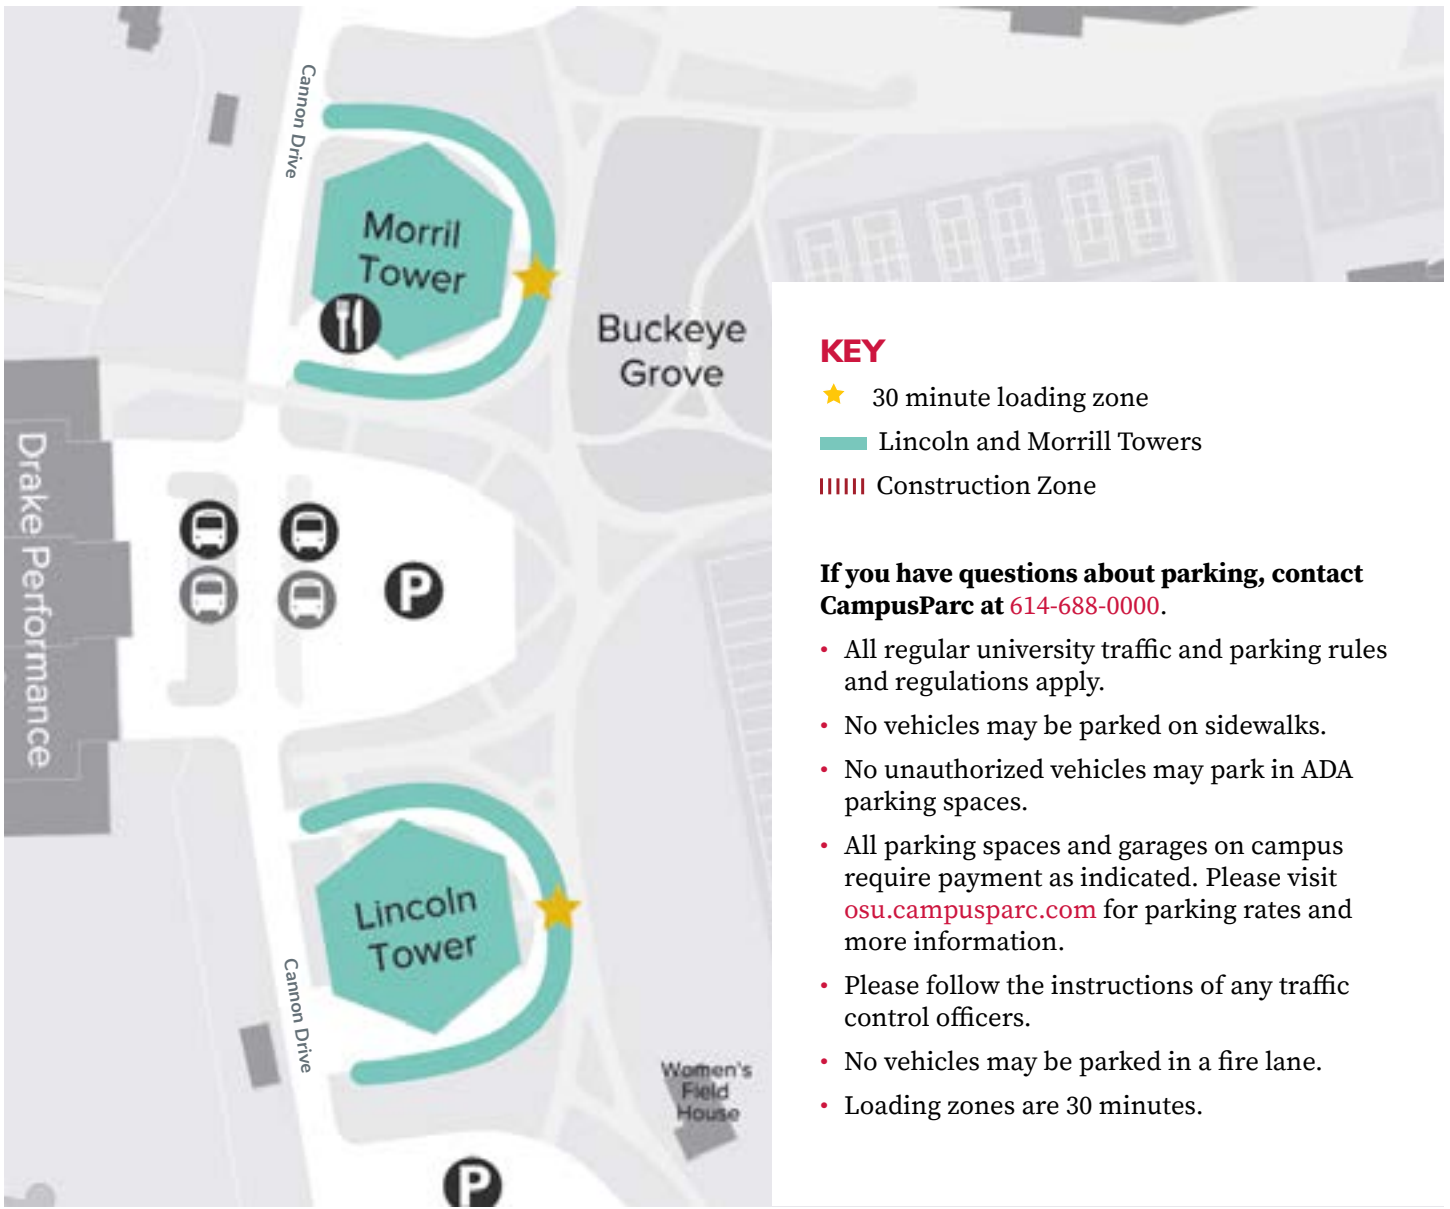 Cannon Drive
Morril
Tower
Buckeye
Grove
Drake Performance
P
Lincoln
Tower
Cannon Drive
Women's
Field
House
P
KEY
30 minute loading zone
Lincoln and Morrill Towers
Construction Zone
If you have questions about parking, contact
CampusParc at 614-688-0000.
• All regular university traffic and parking rules
and regulations apply.
• No vehicles may be parked on sidewalks.
• No unauthorized vehicles may park in ADA
parking spaces.
• All parking spaces and garages on campus
require payment as indicated. Please visit
osu.campusparc.com for parking rates and
more information.
• Please follow the instructions of any traffic
control officers.
• No vehicles may be parked in a fire lane.
• Loading zones are 30 minutes.